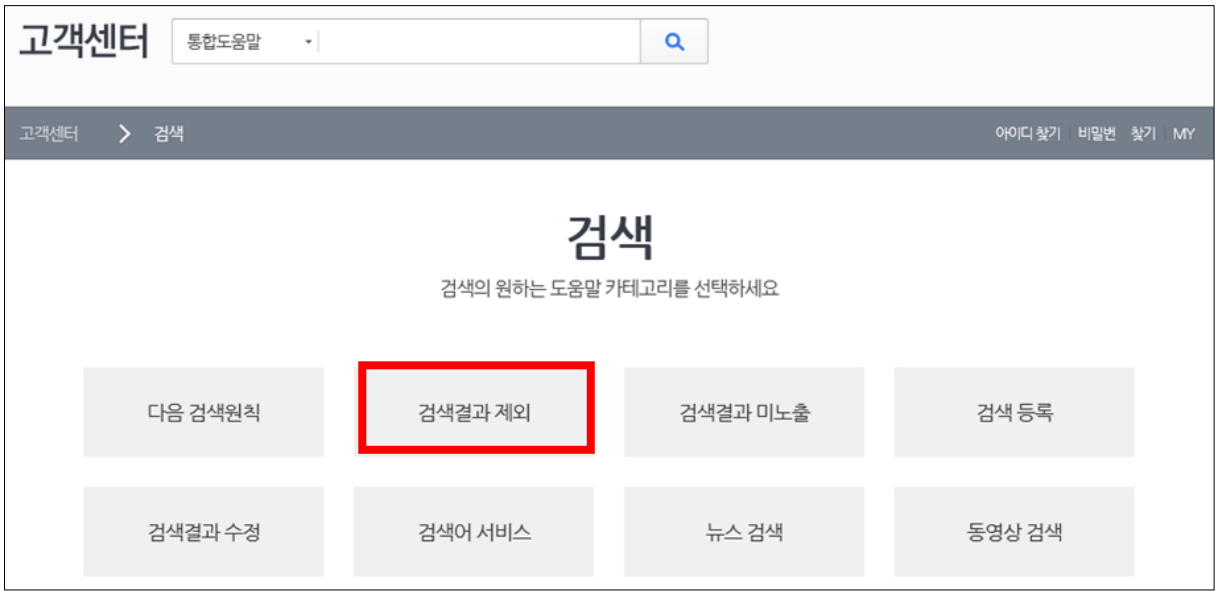 고객센터 통합도움말
고객센터 > 검색 아이디 찾기 비밀번 찾기 MY
검색
검색의 원하는 도움말 카테고리를 선택하세요
다음 검색원칙 검색결과 제외 검색결과 미노출 검색 등록
검색결과 수정 검색어 서비스 뉴스 검색 동영상 검색